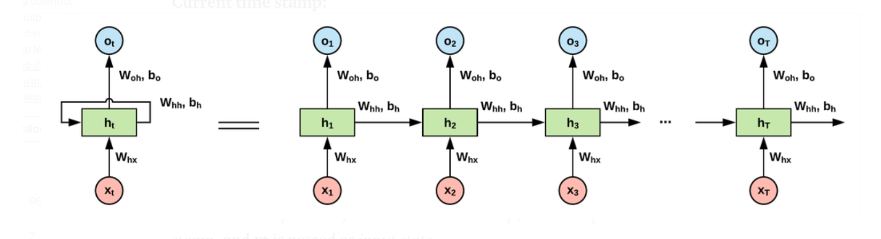 Current time stamp:
oₜ o₁ o₂ o₃ o_T
Wₒₕ, bₒ Wₒₕ, bₒ Wₒₕ, bₒ Wₒₕ, bₒ Wₒₕ, bₒ
Wₕₕ, bₕ Wₕₕ, bₕ Wₕₕ, bₕ Wₕₕ, bₕ Wₕₕ, bₕ
hₜ = h₁ h₂ h₃ ... h_T
Wₕₓ Wₕₓ Wₕₓ Wₕₓ Wₕₓ
xₜ x₁ x₂ x₃ x_T